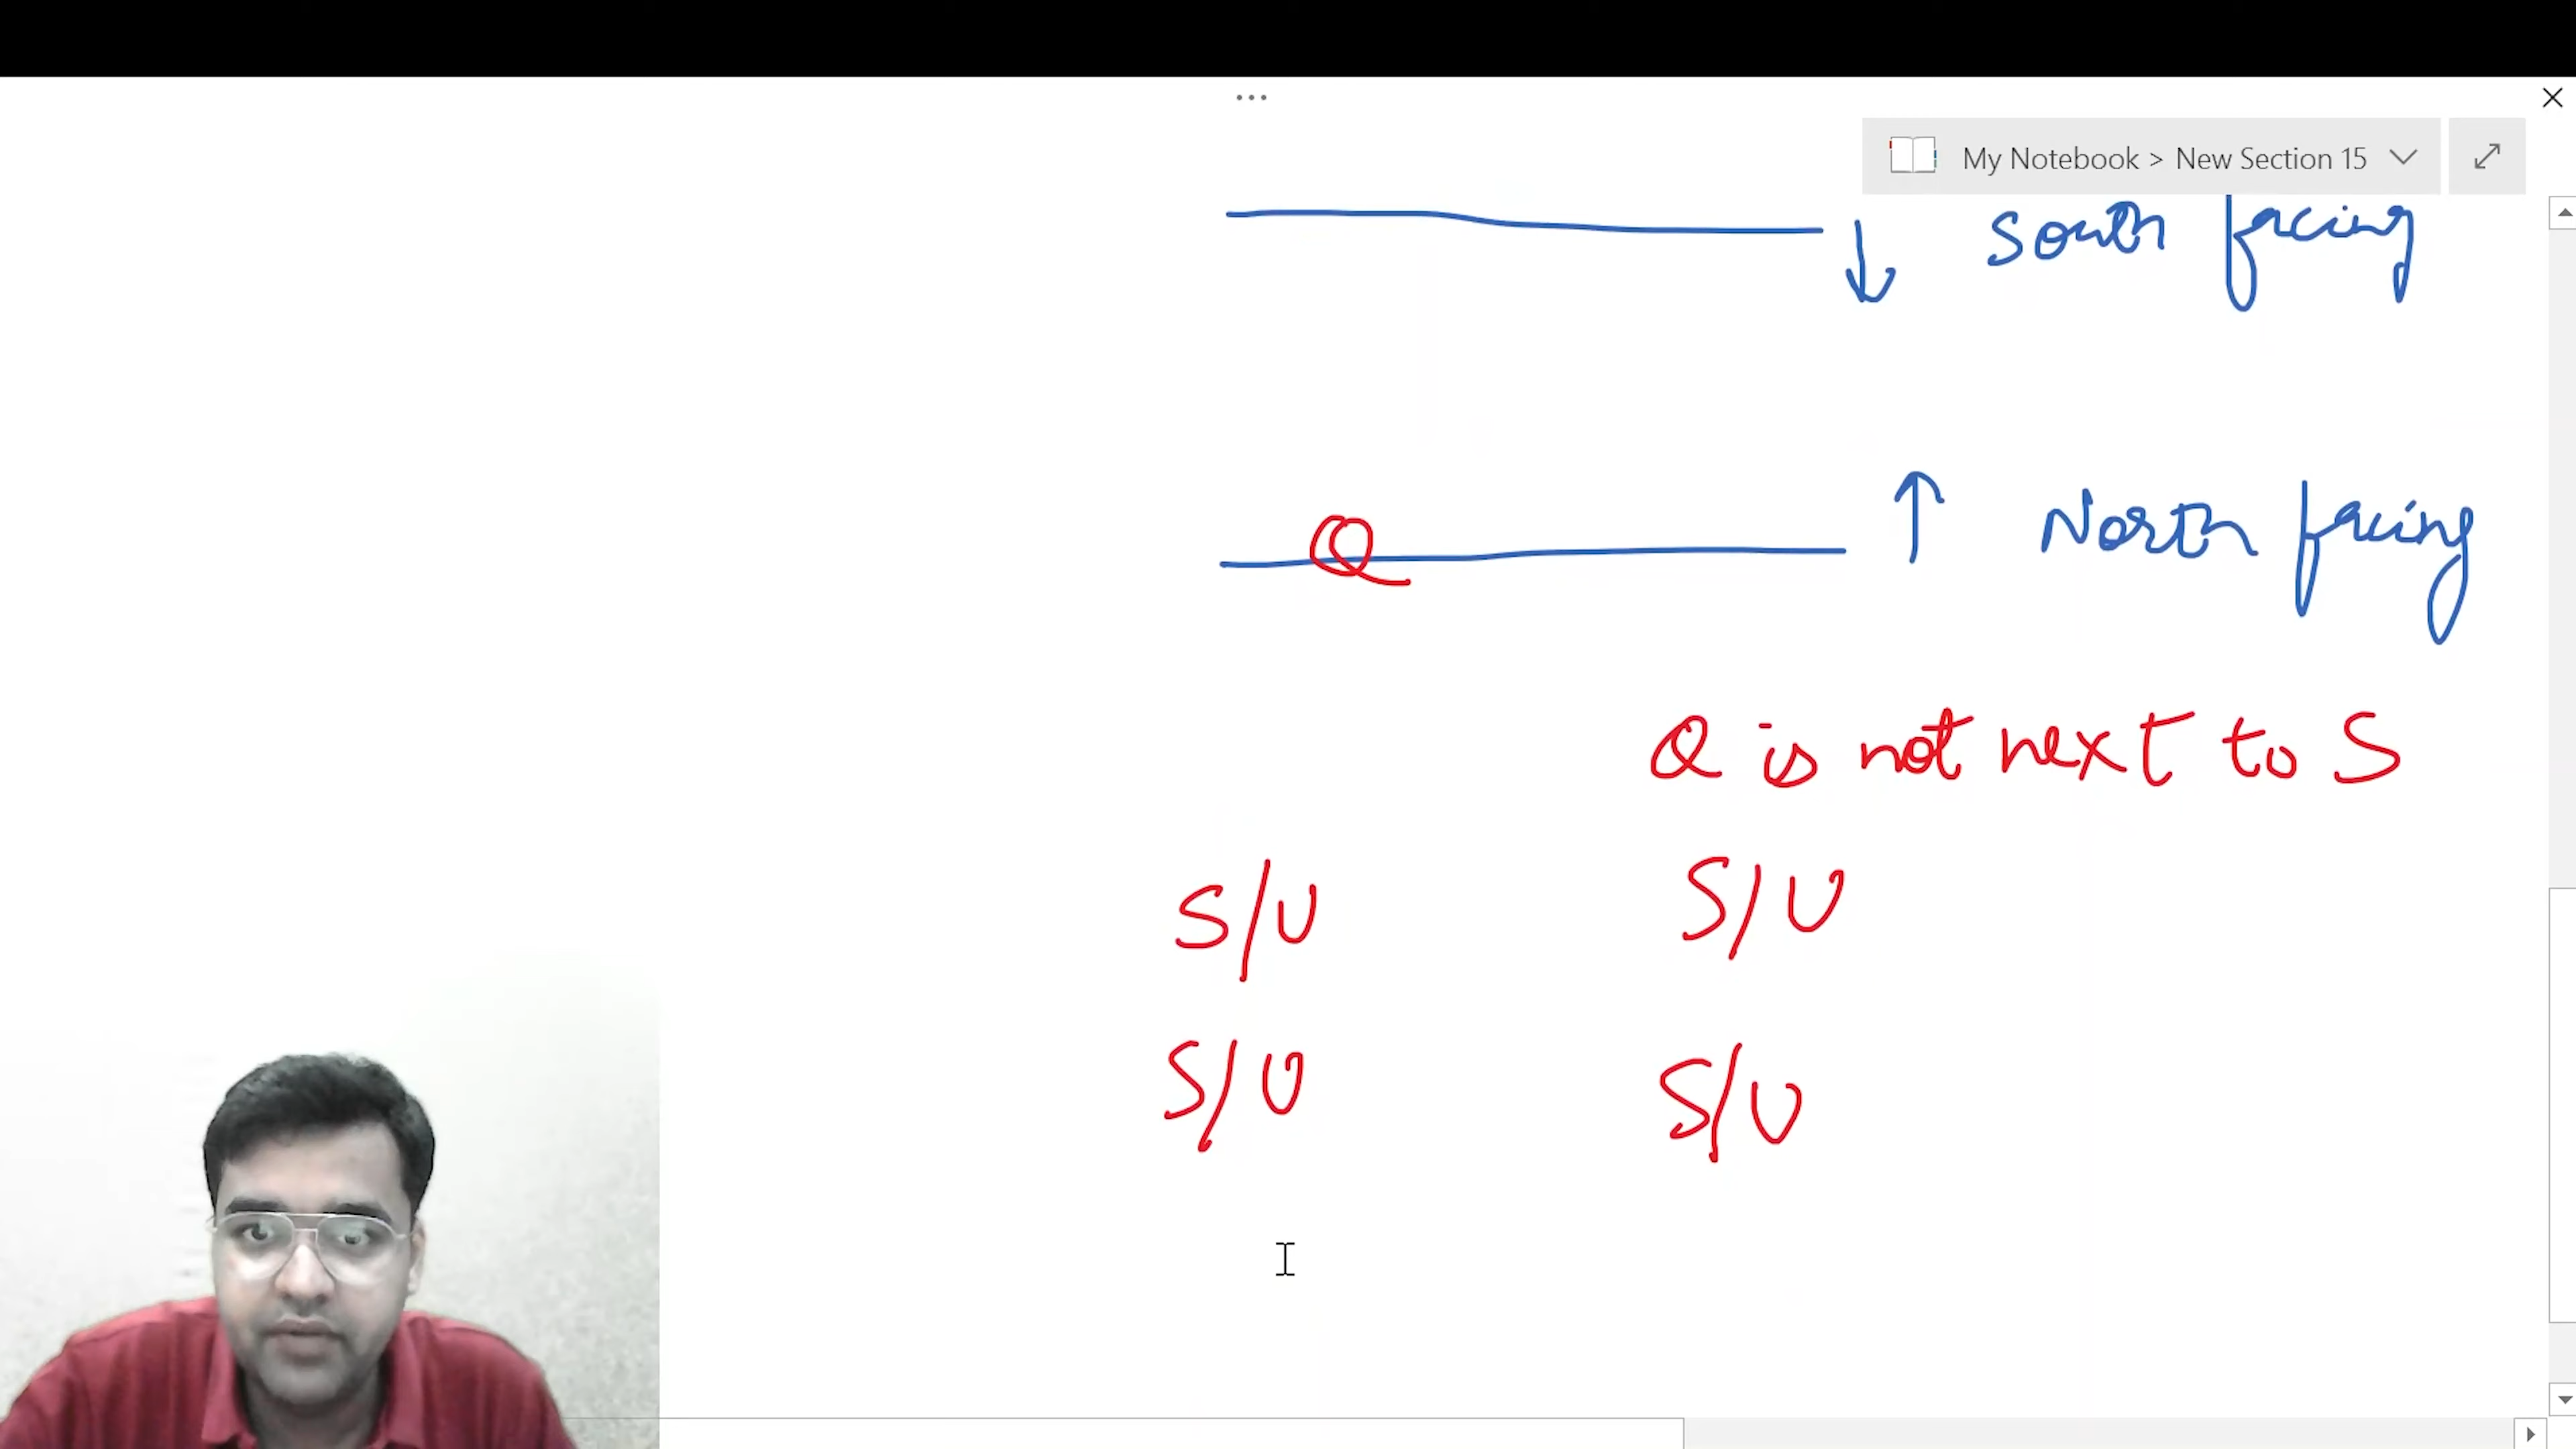 ...
My Notebook > New Section 15
South facing
Q
North facing
Q is not next to S
S/U S/U
S/U S/U